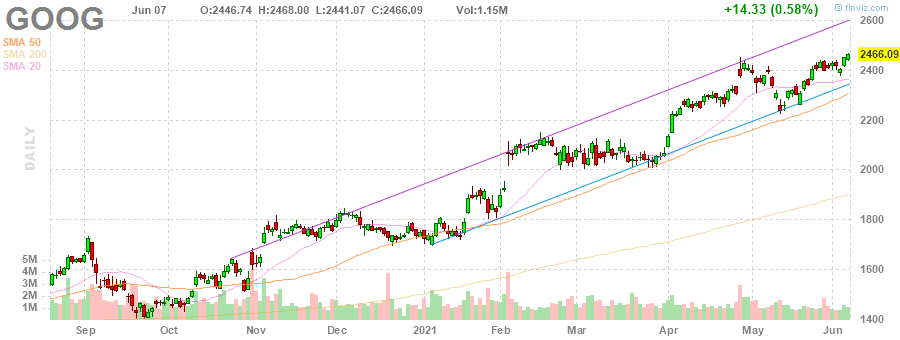 GOOG Jun 07 O:2446.74 H:2468.00 L:2441.07 C:2466.09 Vol:1.15M +14.33 (0.58%) finviz.com
SMA 50
SMA 200
SMA 20
DAILY
2600
2466.09
2400
2200
2000
1800
1600
1400
5M
4M
3M
2M
1M
Sep Oct Nov Dec 2021 Feb Mar Apr May Jun